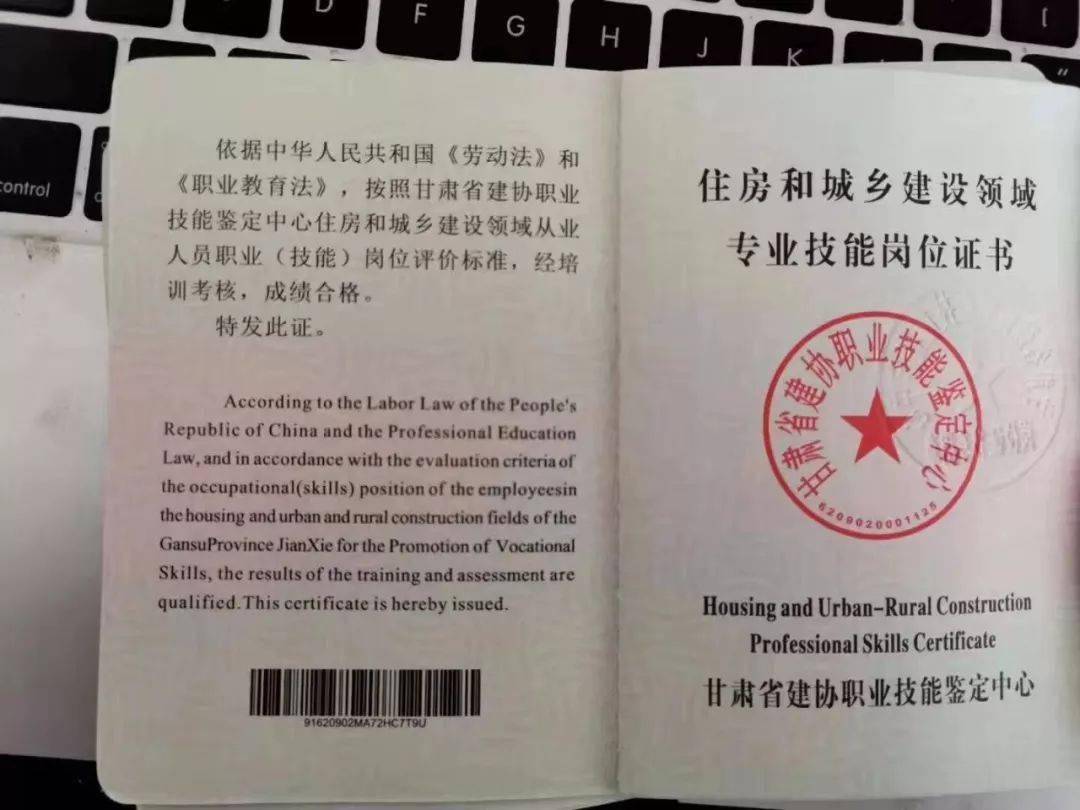 D
F
G
H
J
K
[
"
control
依据中华人民共和国《劳动法》和
《职业教育法》，按照甘肃省建协职业
技能鉴定中心住房和城乡建设领域从业
人员职业（技能）岗位评价标准，经培
训考核，成绩合格。
特发此证。
According to the Labor Law of the People's
Republic of China and the Professional Education
Law, and in accordance with the evaluation criteria of
the occupational(skills) position of the employeesin
the housing and urban and rural construction fields of the
GansuProvince JianXie for the Promotion of Vocational
Skills, the results of the training and assessment are
qualified.This certificate is hereby issued.
91620902MA72HC7T9U
住房和城乡建设领域
专业技能岗位证书
甘肃省建协职业技能鉴定中心
6209020001125
Housing and Urban-Rural Construction
Professional Skills Certificate
甘肃省建协职业技能鉴定中心